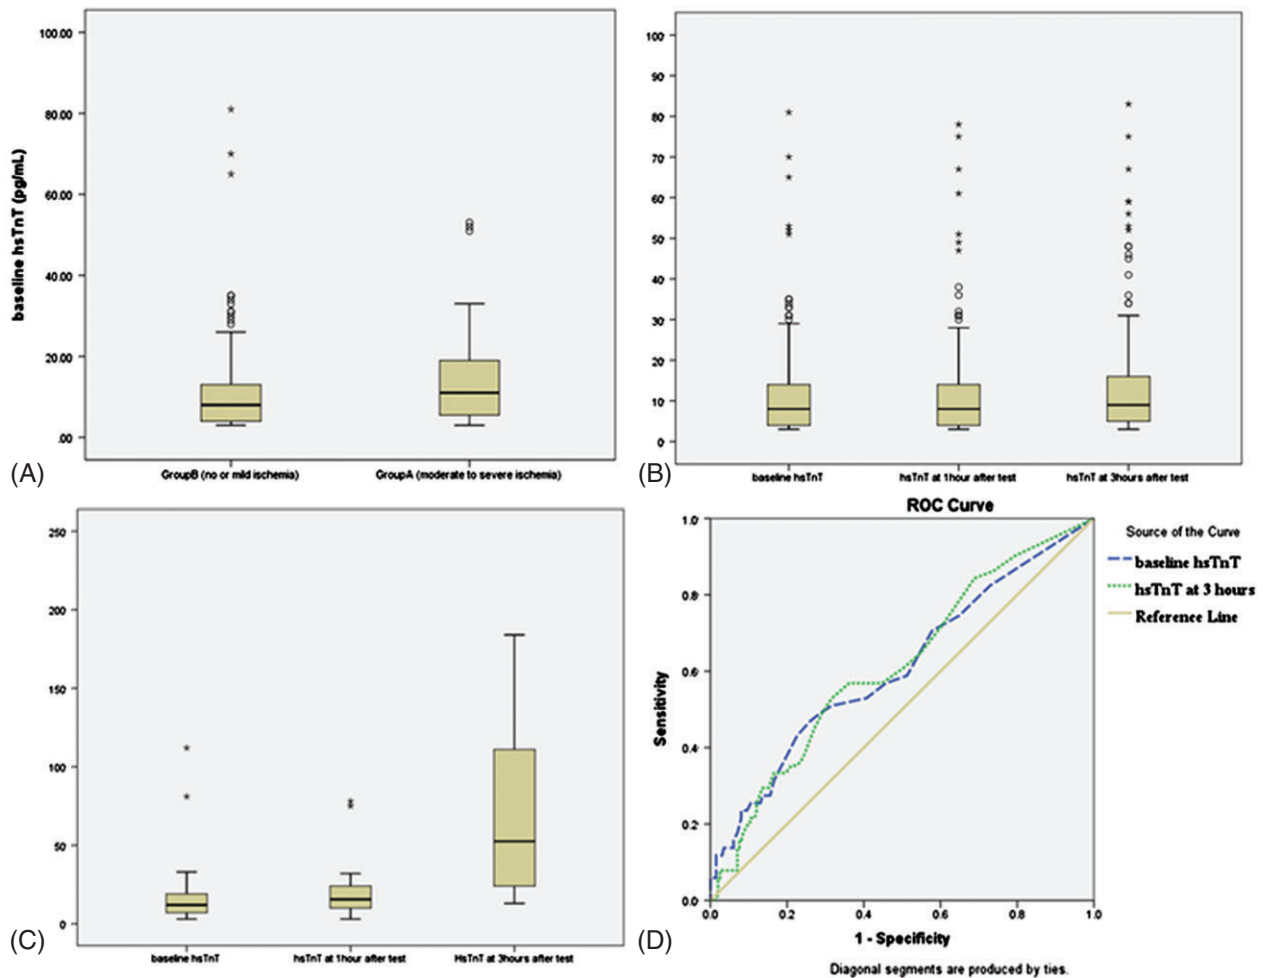 100.00
80.00
60.00
40.00
20.00
.00
baseline hsTnT (pg/mL)
GroupB (no or mild ischemia)
GroupA (moderate to severe ischemia)
(A)
100
90
80
70
60
50
40
30
20
10
0
baseline hsTnT
hsTnT at 1hour after test
hsTnT at 3hours after test
(B)
250
200
150
100
50
0
baseline hsTnT
hsTnT at 1hour after test
HsTnT at 3hours after test
(C)
ROC Curve
1.0
0.8
0.6
0.4
0.2
0.0
Sensitivity
0.0
0.2
0.4
0.6
0.8
1.0
1 - Specificity
Source of the Curve
baseline hsTnT
hsTnT at 3 hours
Reference Line
(D)
Diagonal segments are produced by ties.